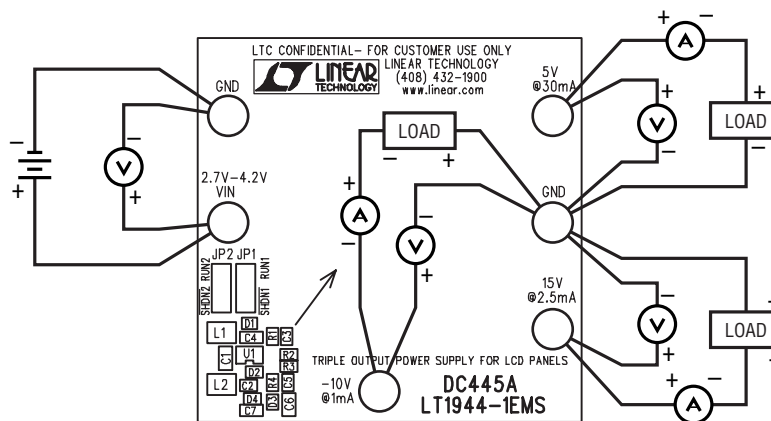 LTC CONFIDENTIAL- FOR CUSTOMER USE ONLY
LINEAR TECHNOLOGY
LINEAR TECHNOLOGY
(408) 432-1900
www.linear.com
GND
5V
@30mA
+ −
A
+
V
−
+
LOAD
−
LOAD
− +
−
+
−
V
+
2.7V-4.2V
VIN
+
A
−
−
V
+
GND
JP2 JP1
SHDN2 RUN2
SHDN1 RUN1
15V
@2.5mA
−
V
+
−
LOAD
+
+ −
A
L1
D1
C4
R1
C3
C1
U1
R2
R3
L2
D2
C2
R4
C5
D4
C7
D3
C6
TRIPLE OUTPUT POWER SUPPLY FOR LCD PANELS
-10V
@1mA
DC445A
LT1944-1EMS